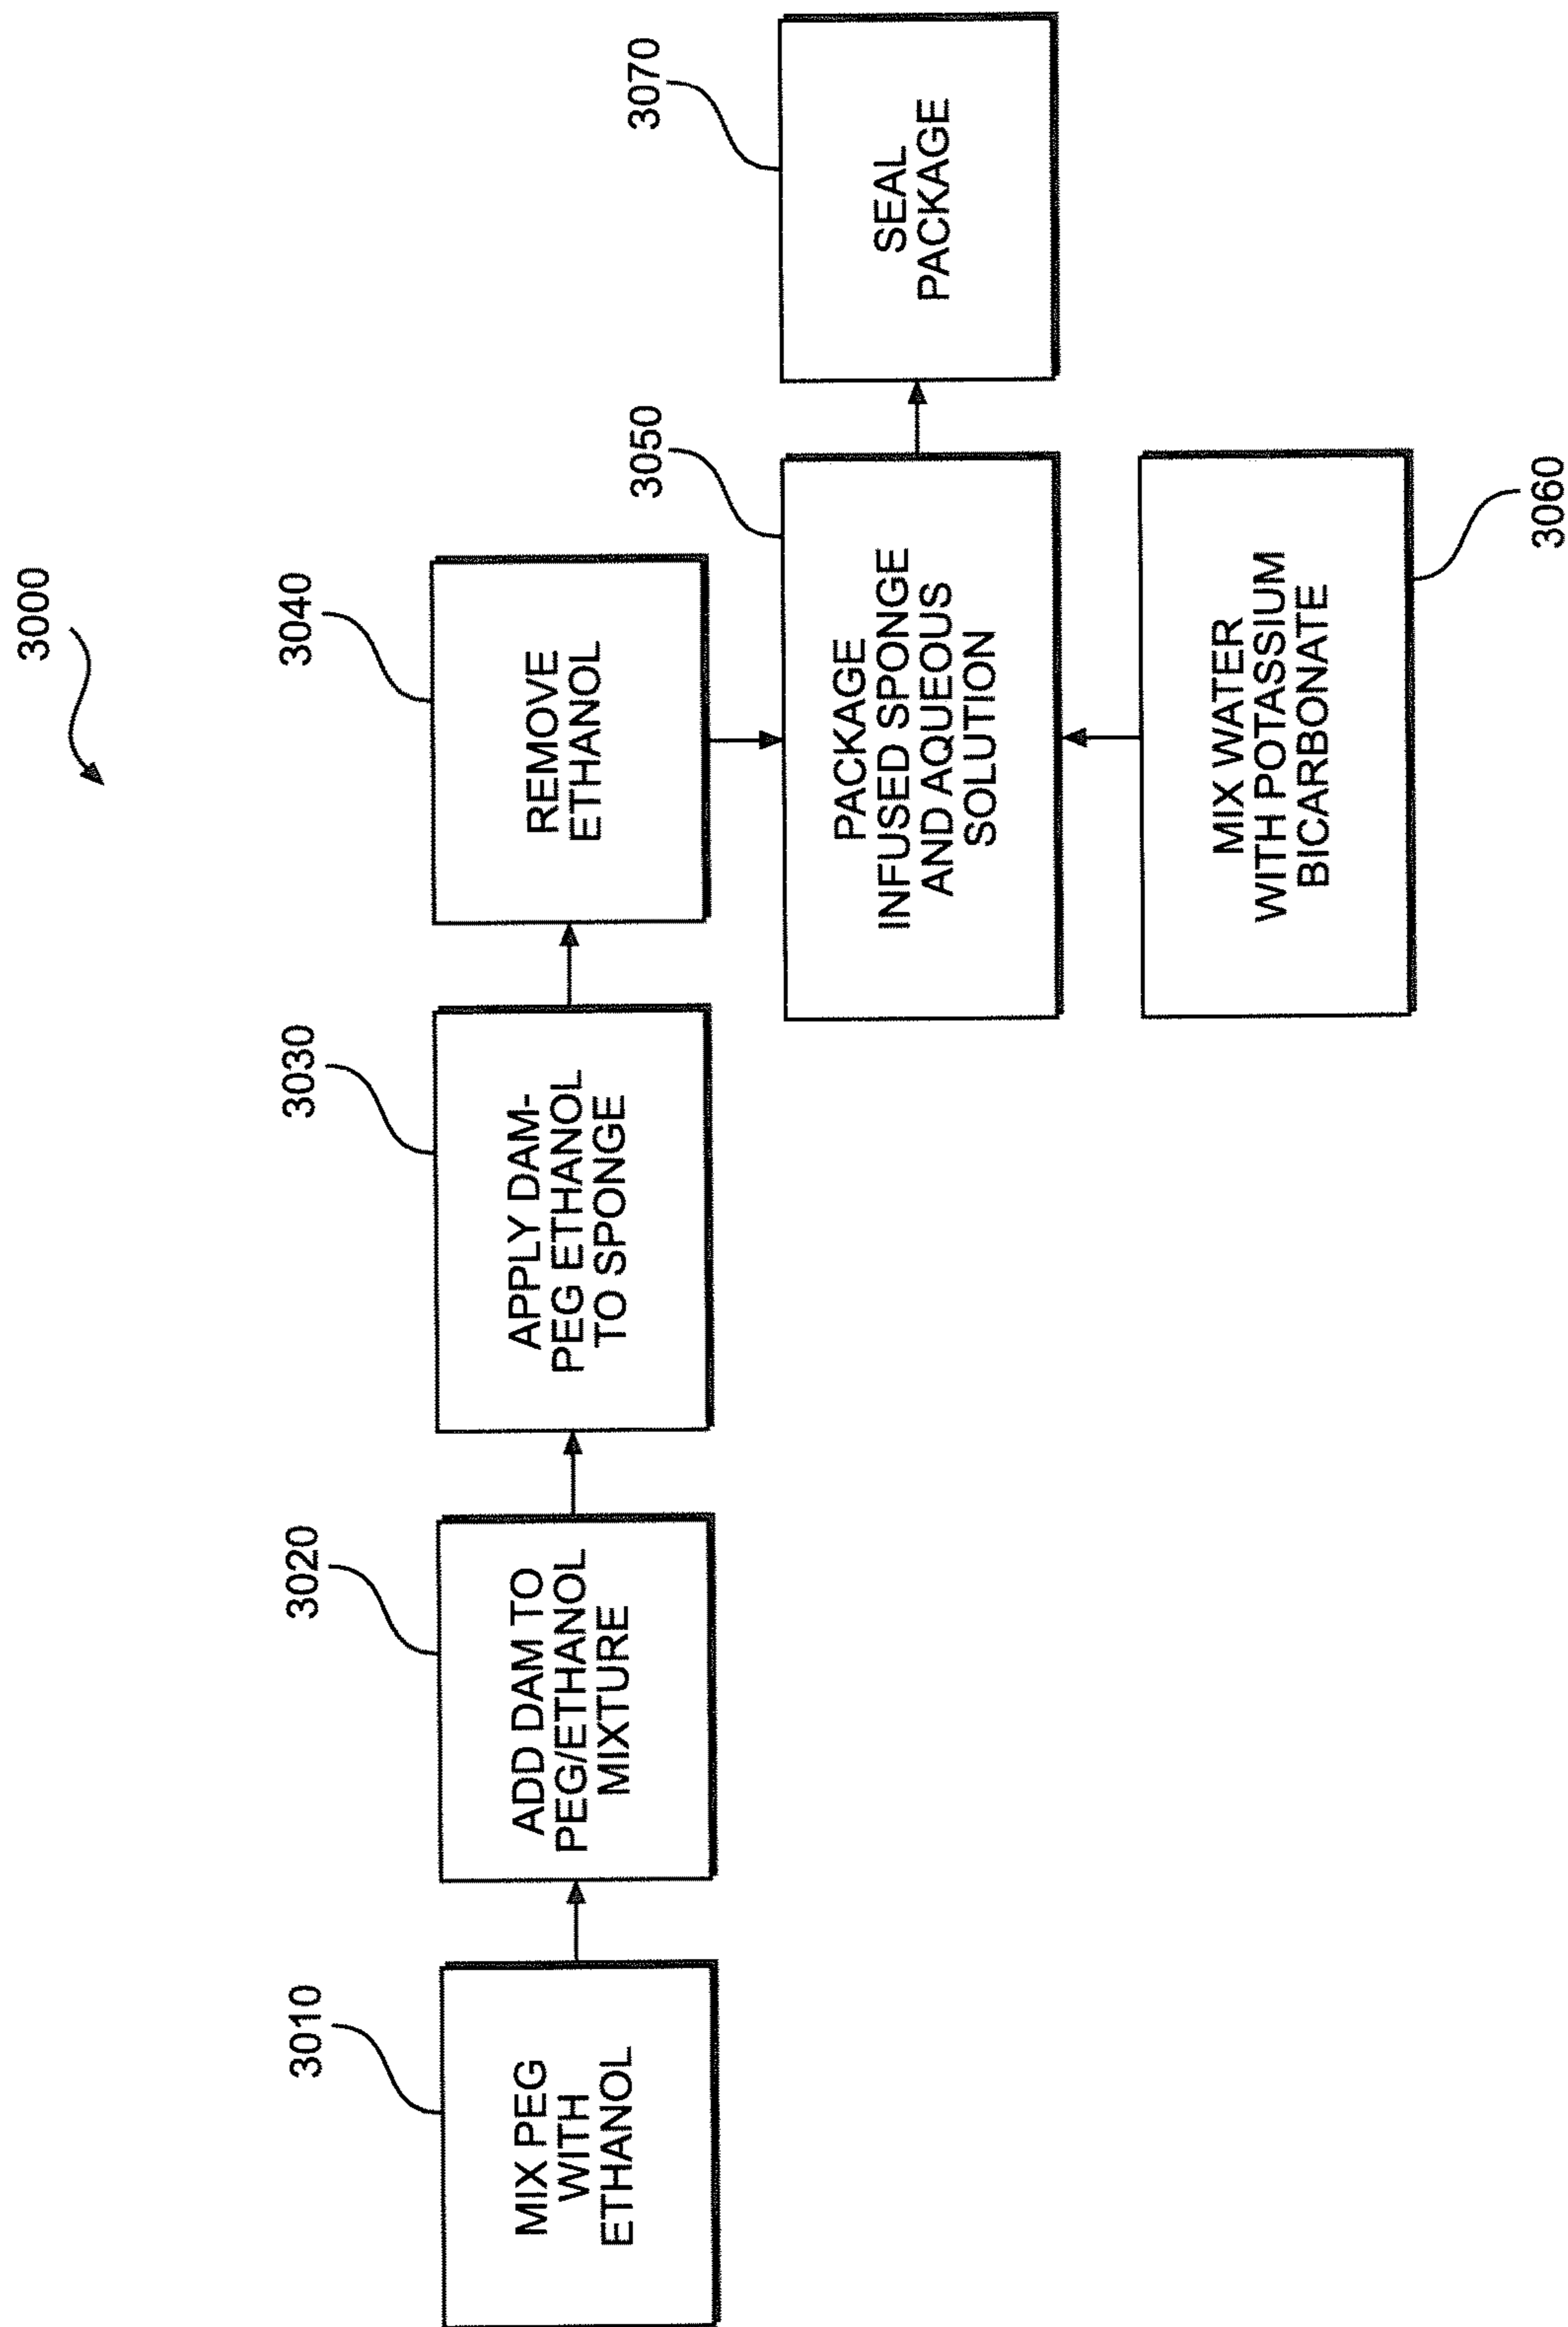 3000
3010
MIX PEG
WITH
ETHANOL
3020
ADD DAM TO
PEG/ETHANOL
MIXTURE
3030
APPLY DAM-
PEG ETHANOL
TO SPONGE
3040
REMOVE
ETHANOL
3050
PACKAGE
INFUSED SPONGE
AND AQUEOUS
SOLUTION
3070
SEAL
PACKAGE
MIX WATER
WITH POTASSIUM
BICARBONATE
3060